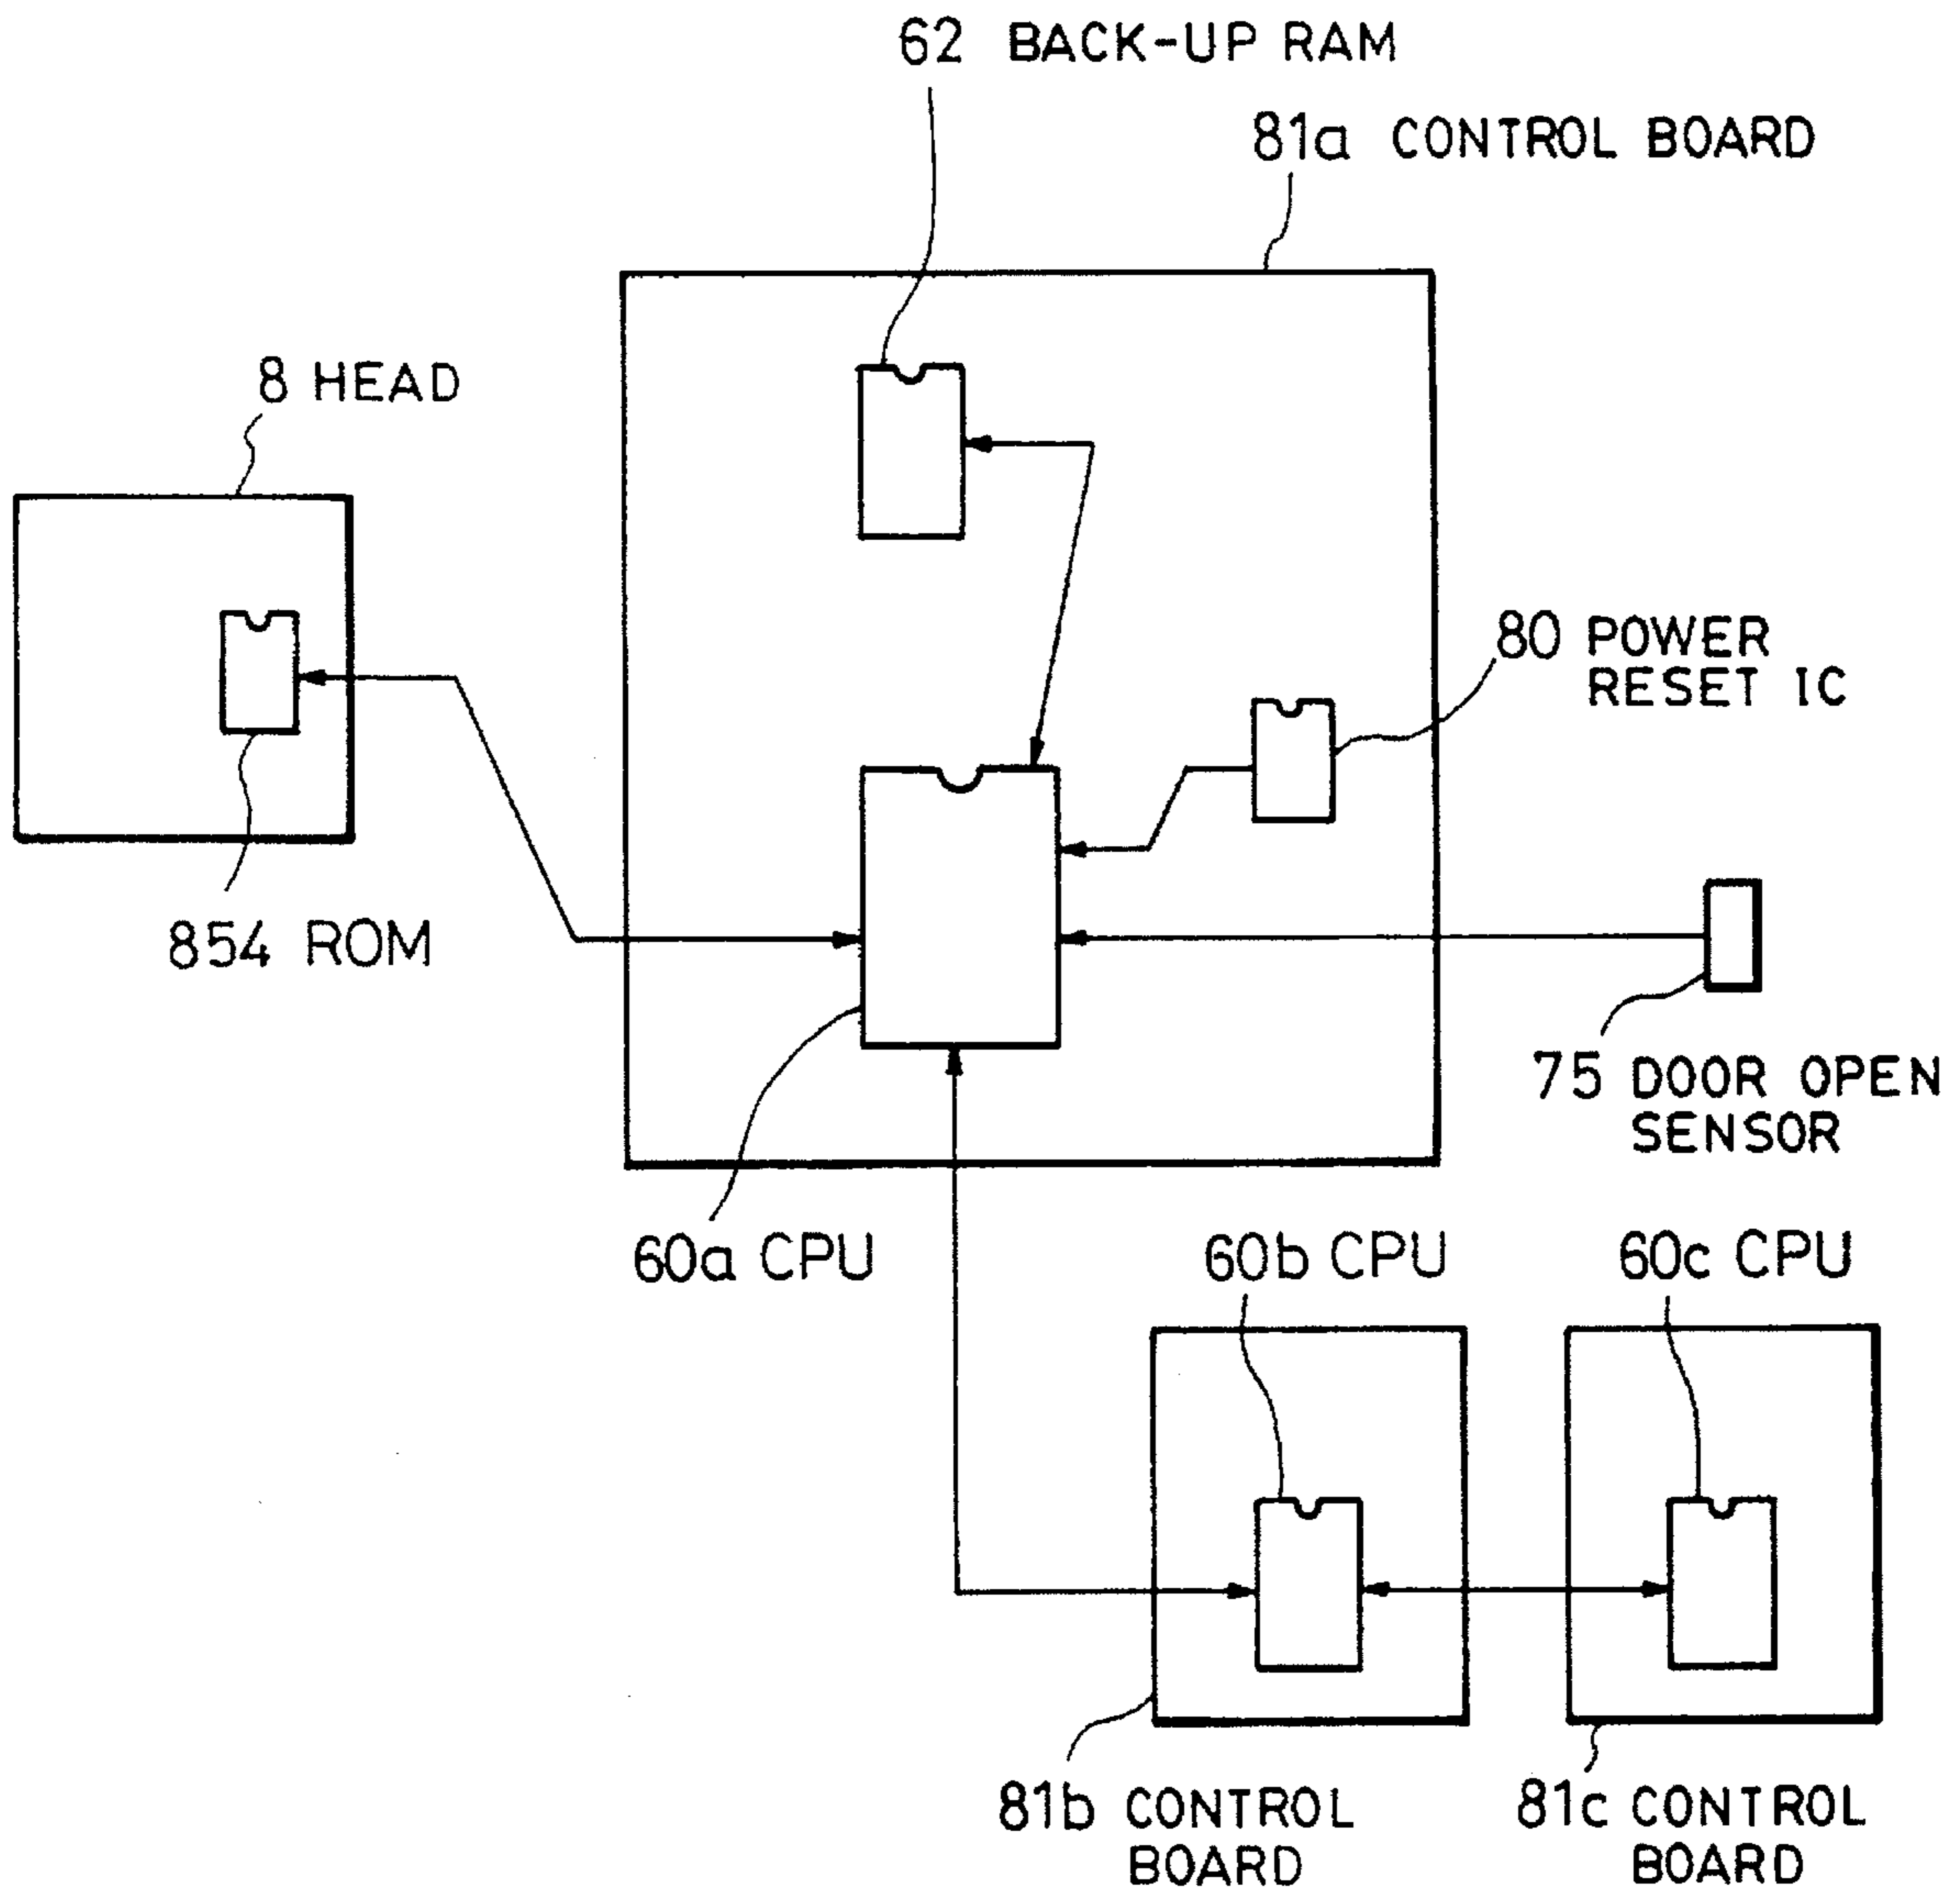 62 BACK-UP RAM
81a CONTROL BOARD
8 HEAD
80 POWER
RESET IC
854 ROM
75 DOOR OPEN
SENSOR
60a CPU
60b CPU
60c CPU
81b CONTROL
BOARD
81c CONTROL
BOARD